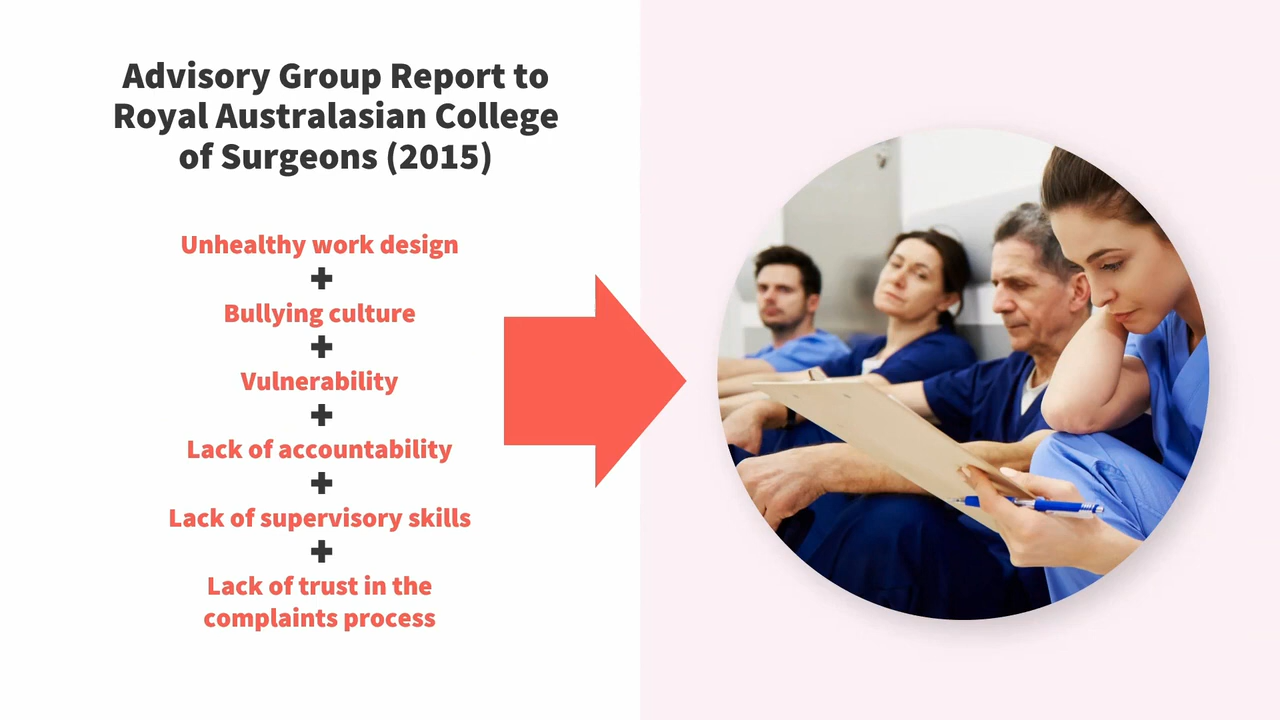 Advisory Group Report to
Royal Australasian College
of Surgeons (2015)
Unhealthy work design
+
Bullying culture
+
Vulnerability
+
Lack of accountability
+
Lack of supervisory skills
+
Lack of trust in the
complaints process